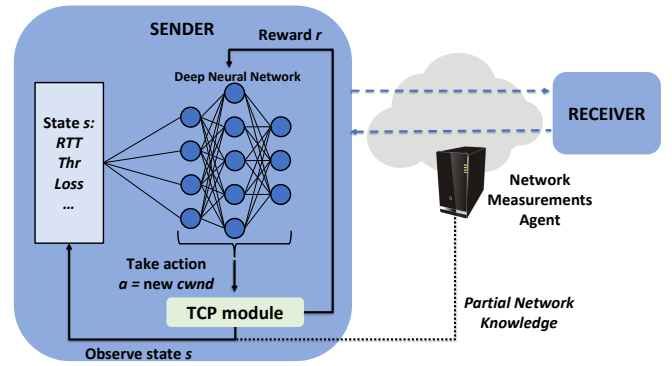 SENDER
Reward r
Deep Neural Network
State s:
RTT
Thr
Loss
...
Take action
a = new cwnd
TCP module
Observe state s
RECEIVER
Network
Measurements
Agent
Partial Network
Knowledge